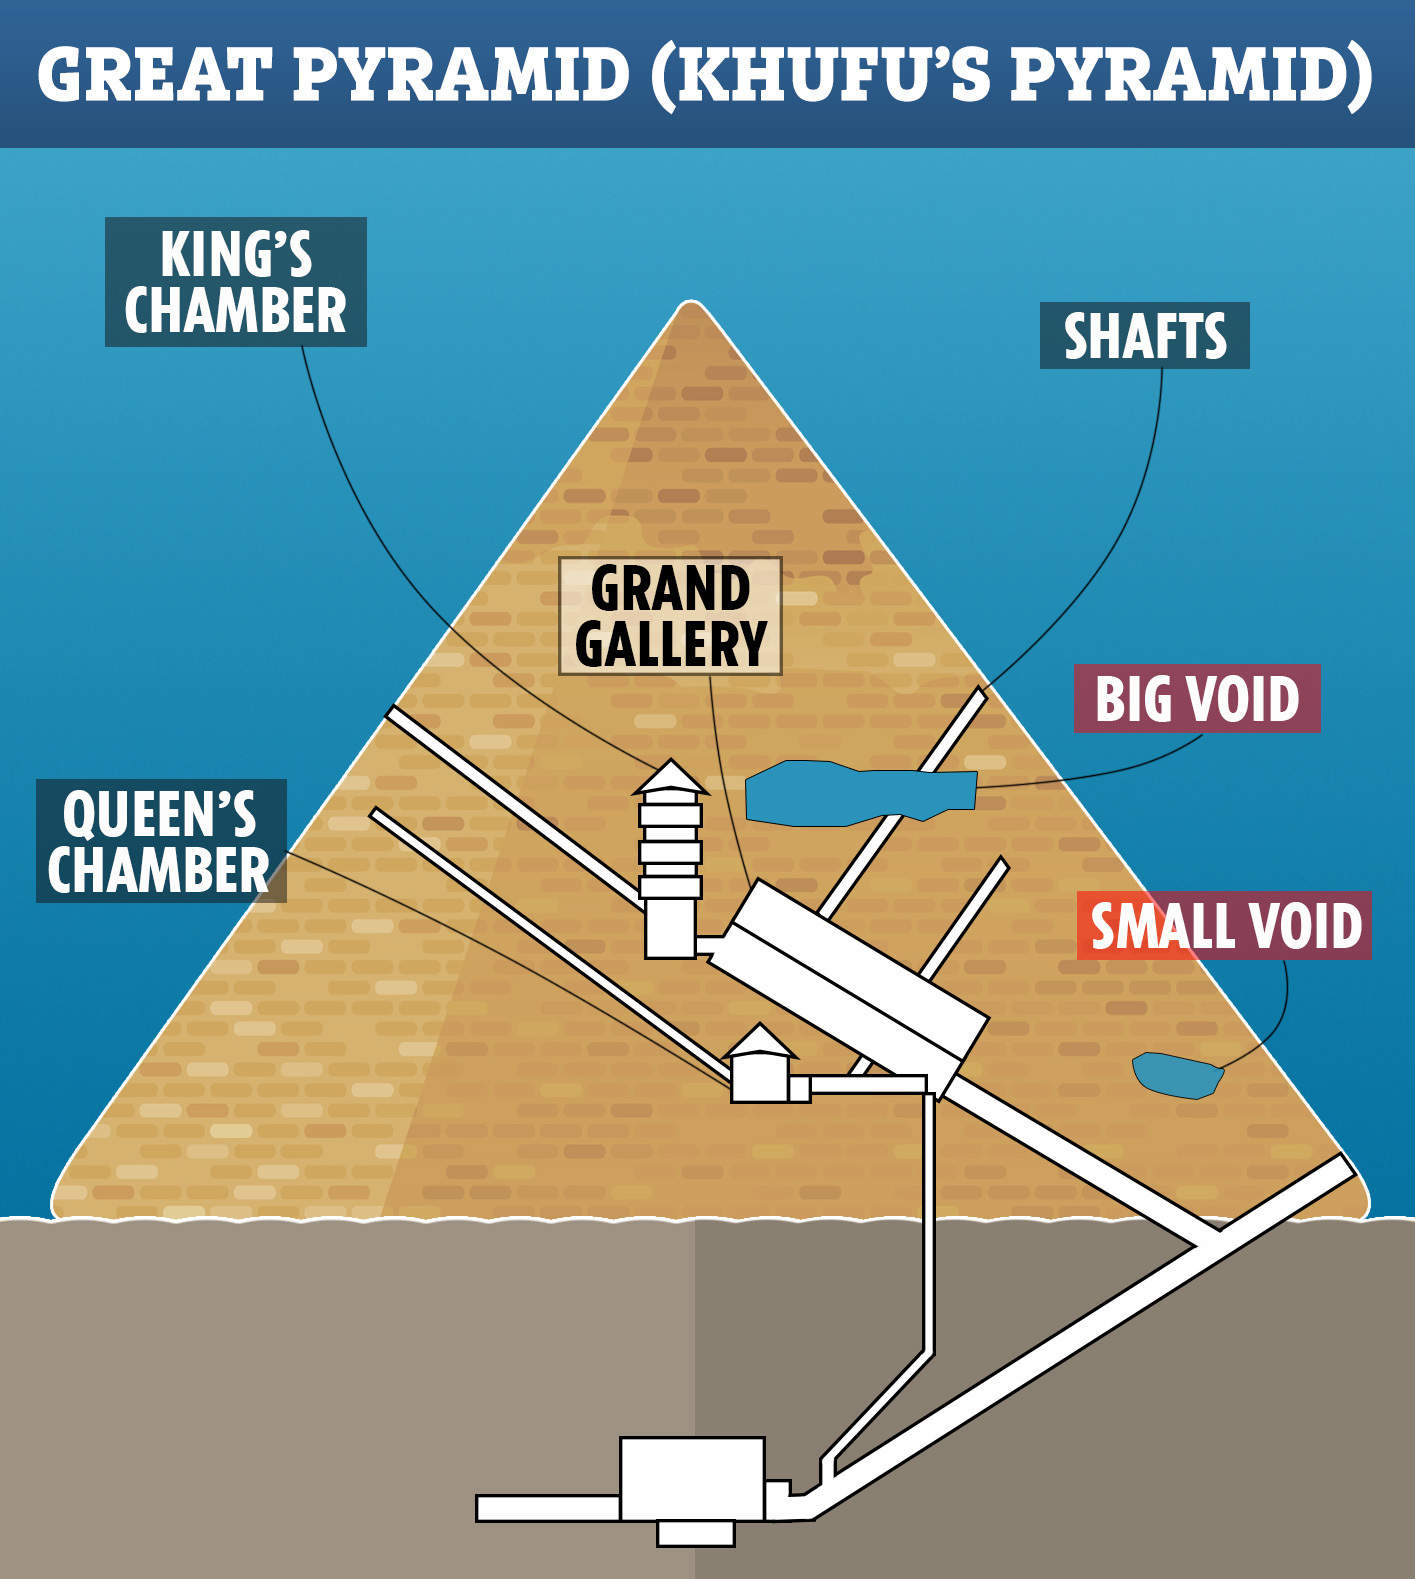 GREAT PYRAMID (KHUFU’S PYRAMID)
KING’S
CHAMBER
SHAFTS
GRAND
GALLERY
BIG VOID
QUEEN’S
CHAMBER
SMALL VOID